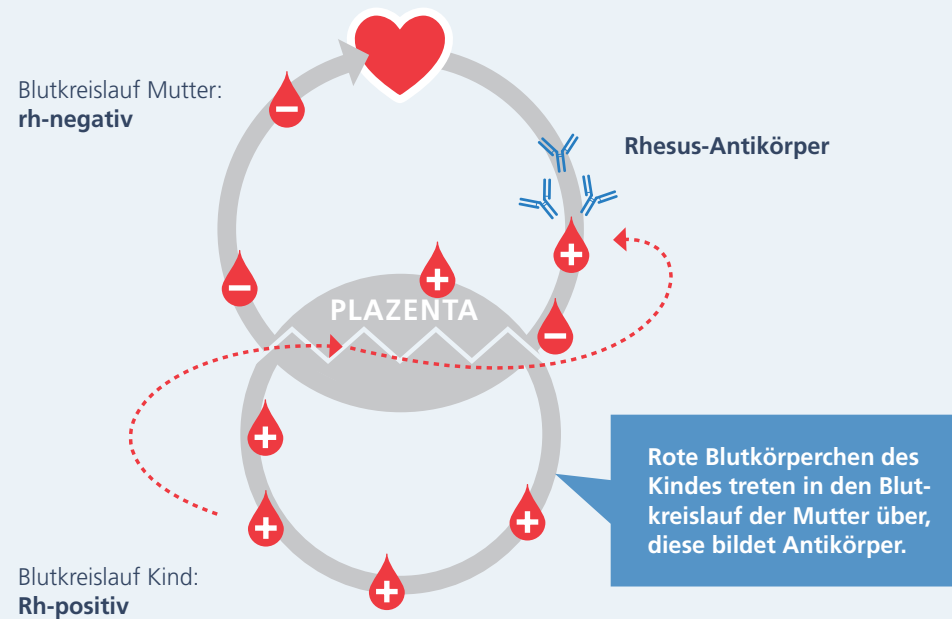 Blutkreislauf Mutter:
rh-negativ
Rhesus-Antikörper
PLAZENTA
Rote Blutkörperchen des
Kindes treten in den Blut-
kreislauf der Mutter über,
diese bildet Antikörper.
Blutkreislauf Kind:
Rh-positiv